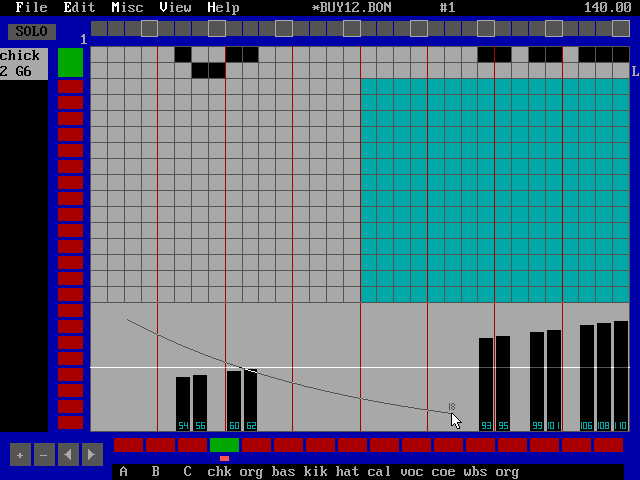 File Edit Misc View Help *BUY12.BON #1 140.00
SOLO
1
chick
2 G6
L
18
54 56 60 62 93 95 99 101 106 108 110
+ −
A B C chk org bas kik hat cal voc coe wbs org